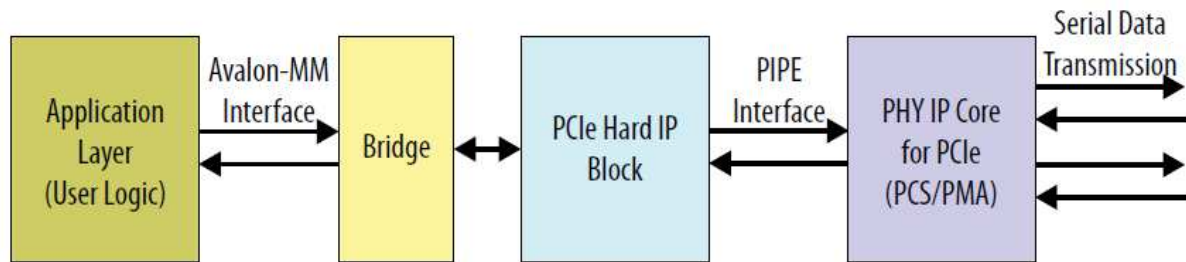 Application
Layer
(User Logic)
Avalon-MM
Interface
Bridge
PCIe Hard IP
Block
PIPE
Interface
PHY IP Core
for PCIe
(PCS/PMA)
Serial Data
Transmission